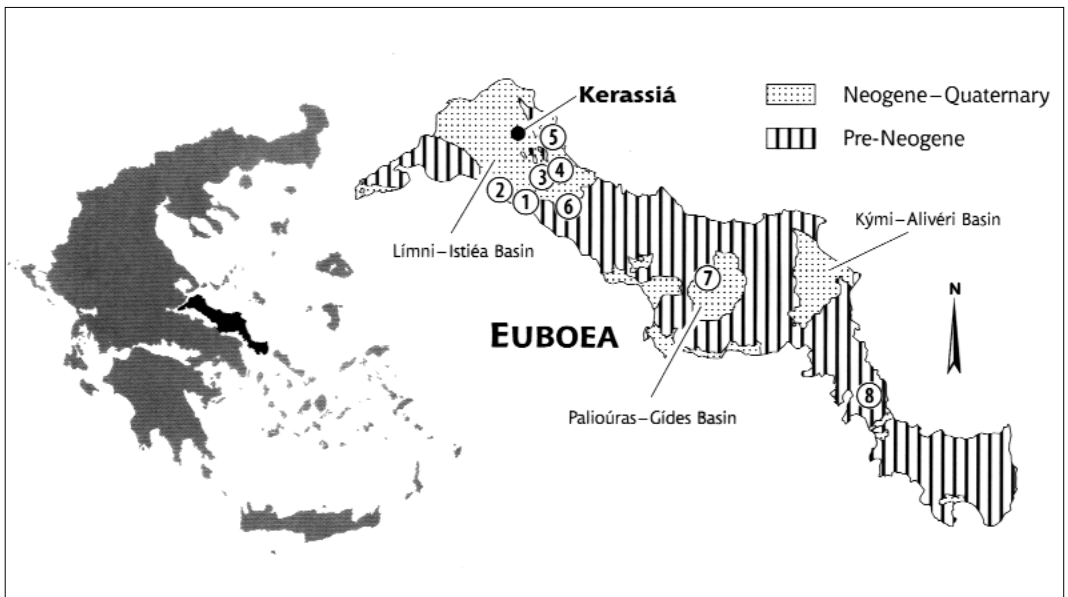 Kerassiá
Neogene–Quaternary
Pre-Neogene
5
4
3
2
1
6
Límni–Istiéa Basin
Kými–Alivéri Basin
7
N
EUBOEA
8
Palioúras–Gídes Basin